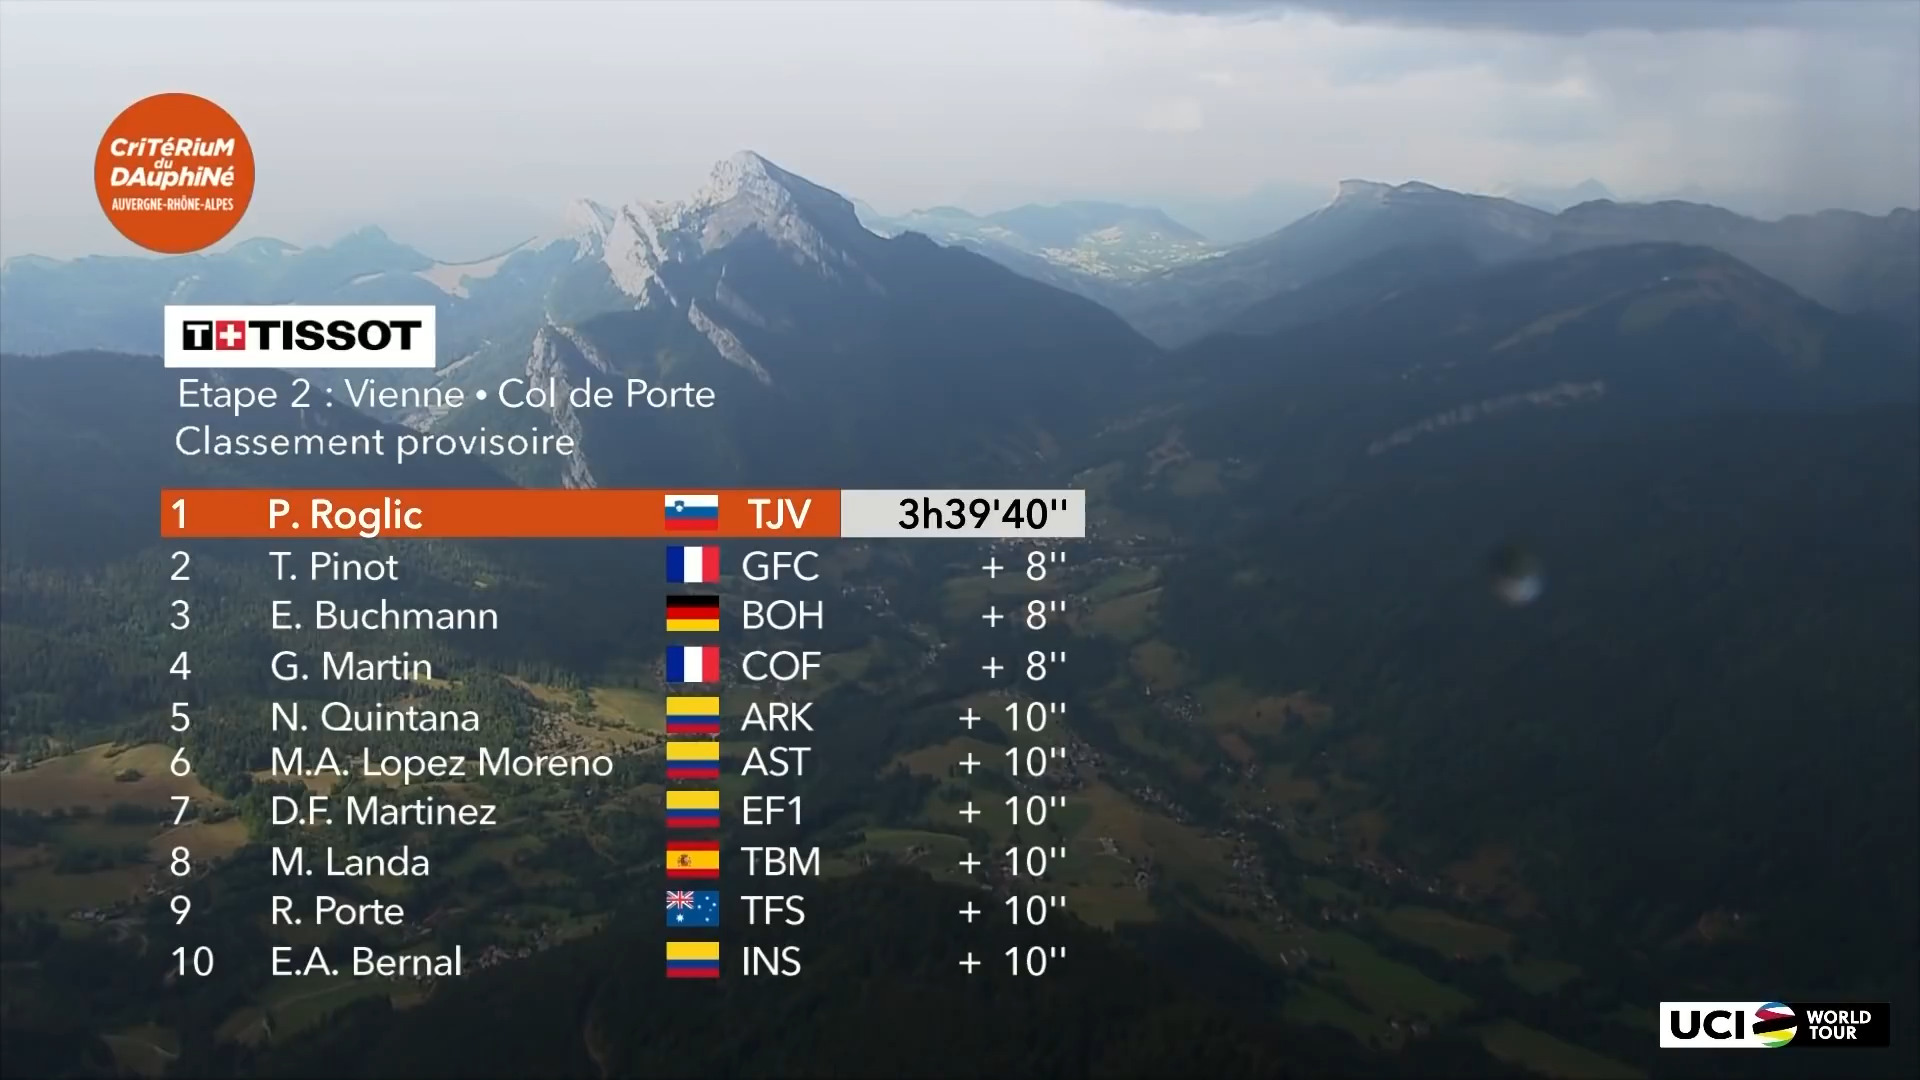 CriTéRiuM
du
DAuphiNé
AUVERGNE-RHÔNE-ALPES
T+TISSOT
Etape 2 : Vienne • Col de Porte
Classement provisoire
1 P. Roglic TJV 3h39'40''
2 T. Pinot GFC + 8''
3 E. Buchmann BOH + 8''
4 G. Martin COF + 8''
5 N. Quintana ARK + 10''
6 M.A. Lopez Moreno AST + 10''
7 D.F. Martinez EF1 + 10''
8 M. Landa TBM + 10''
9 R. Porte TFS + 10''
10 E.A. Bernal INS + 10''
UCI WORLD
TOUR